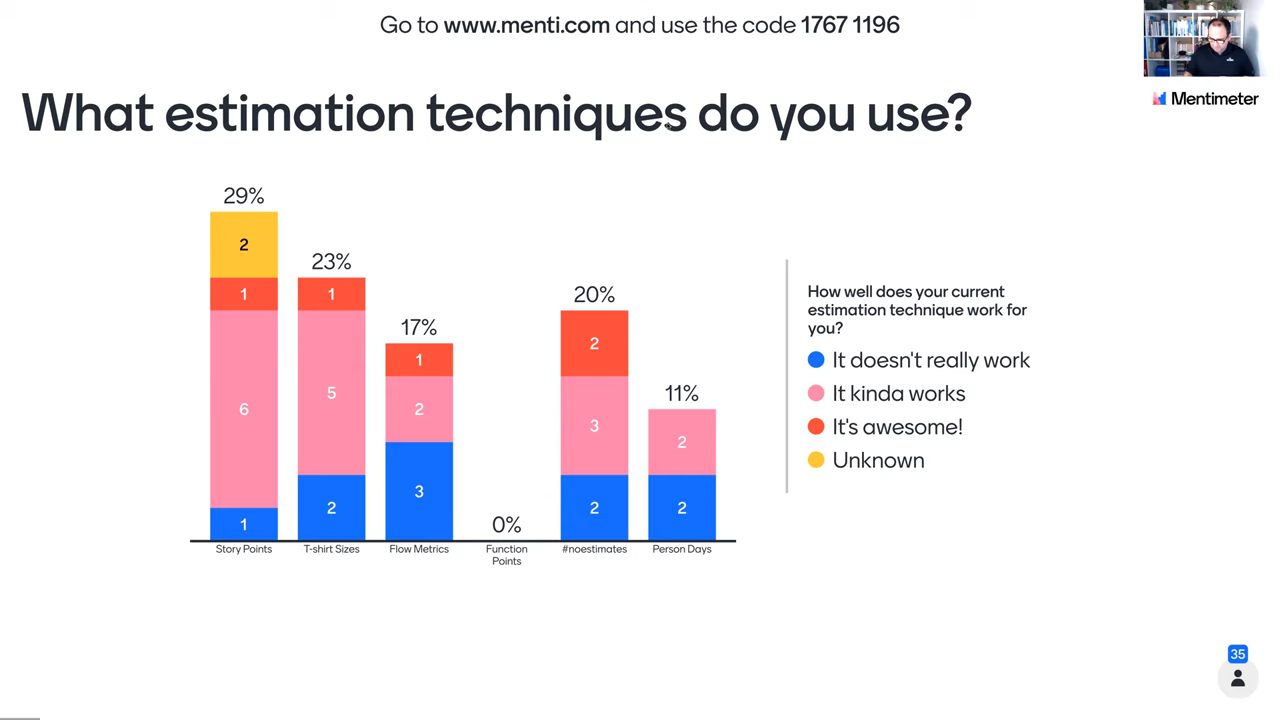 Go to www.menti.com and use the code 1767 1196
Mentimeter
What estimation techniques do you use?
29%
2
1
6
1
23%
1
5
2
17%
1
2
3
0%
20%
2
3
2
11%
2
2
Story Points
T-shirt Sizes
Flow Metrics
Function
Points
#noestimates
Person Days
How well does your current
estimation technique work for
you?
It doesn't really work
It kinda works
It's awesome!
Unknown
35